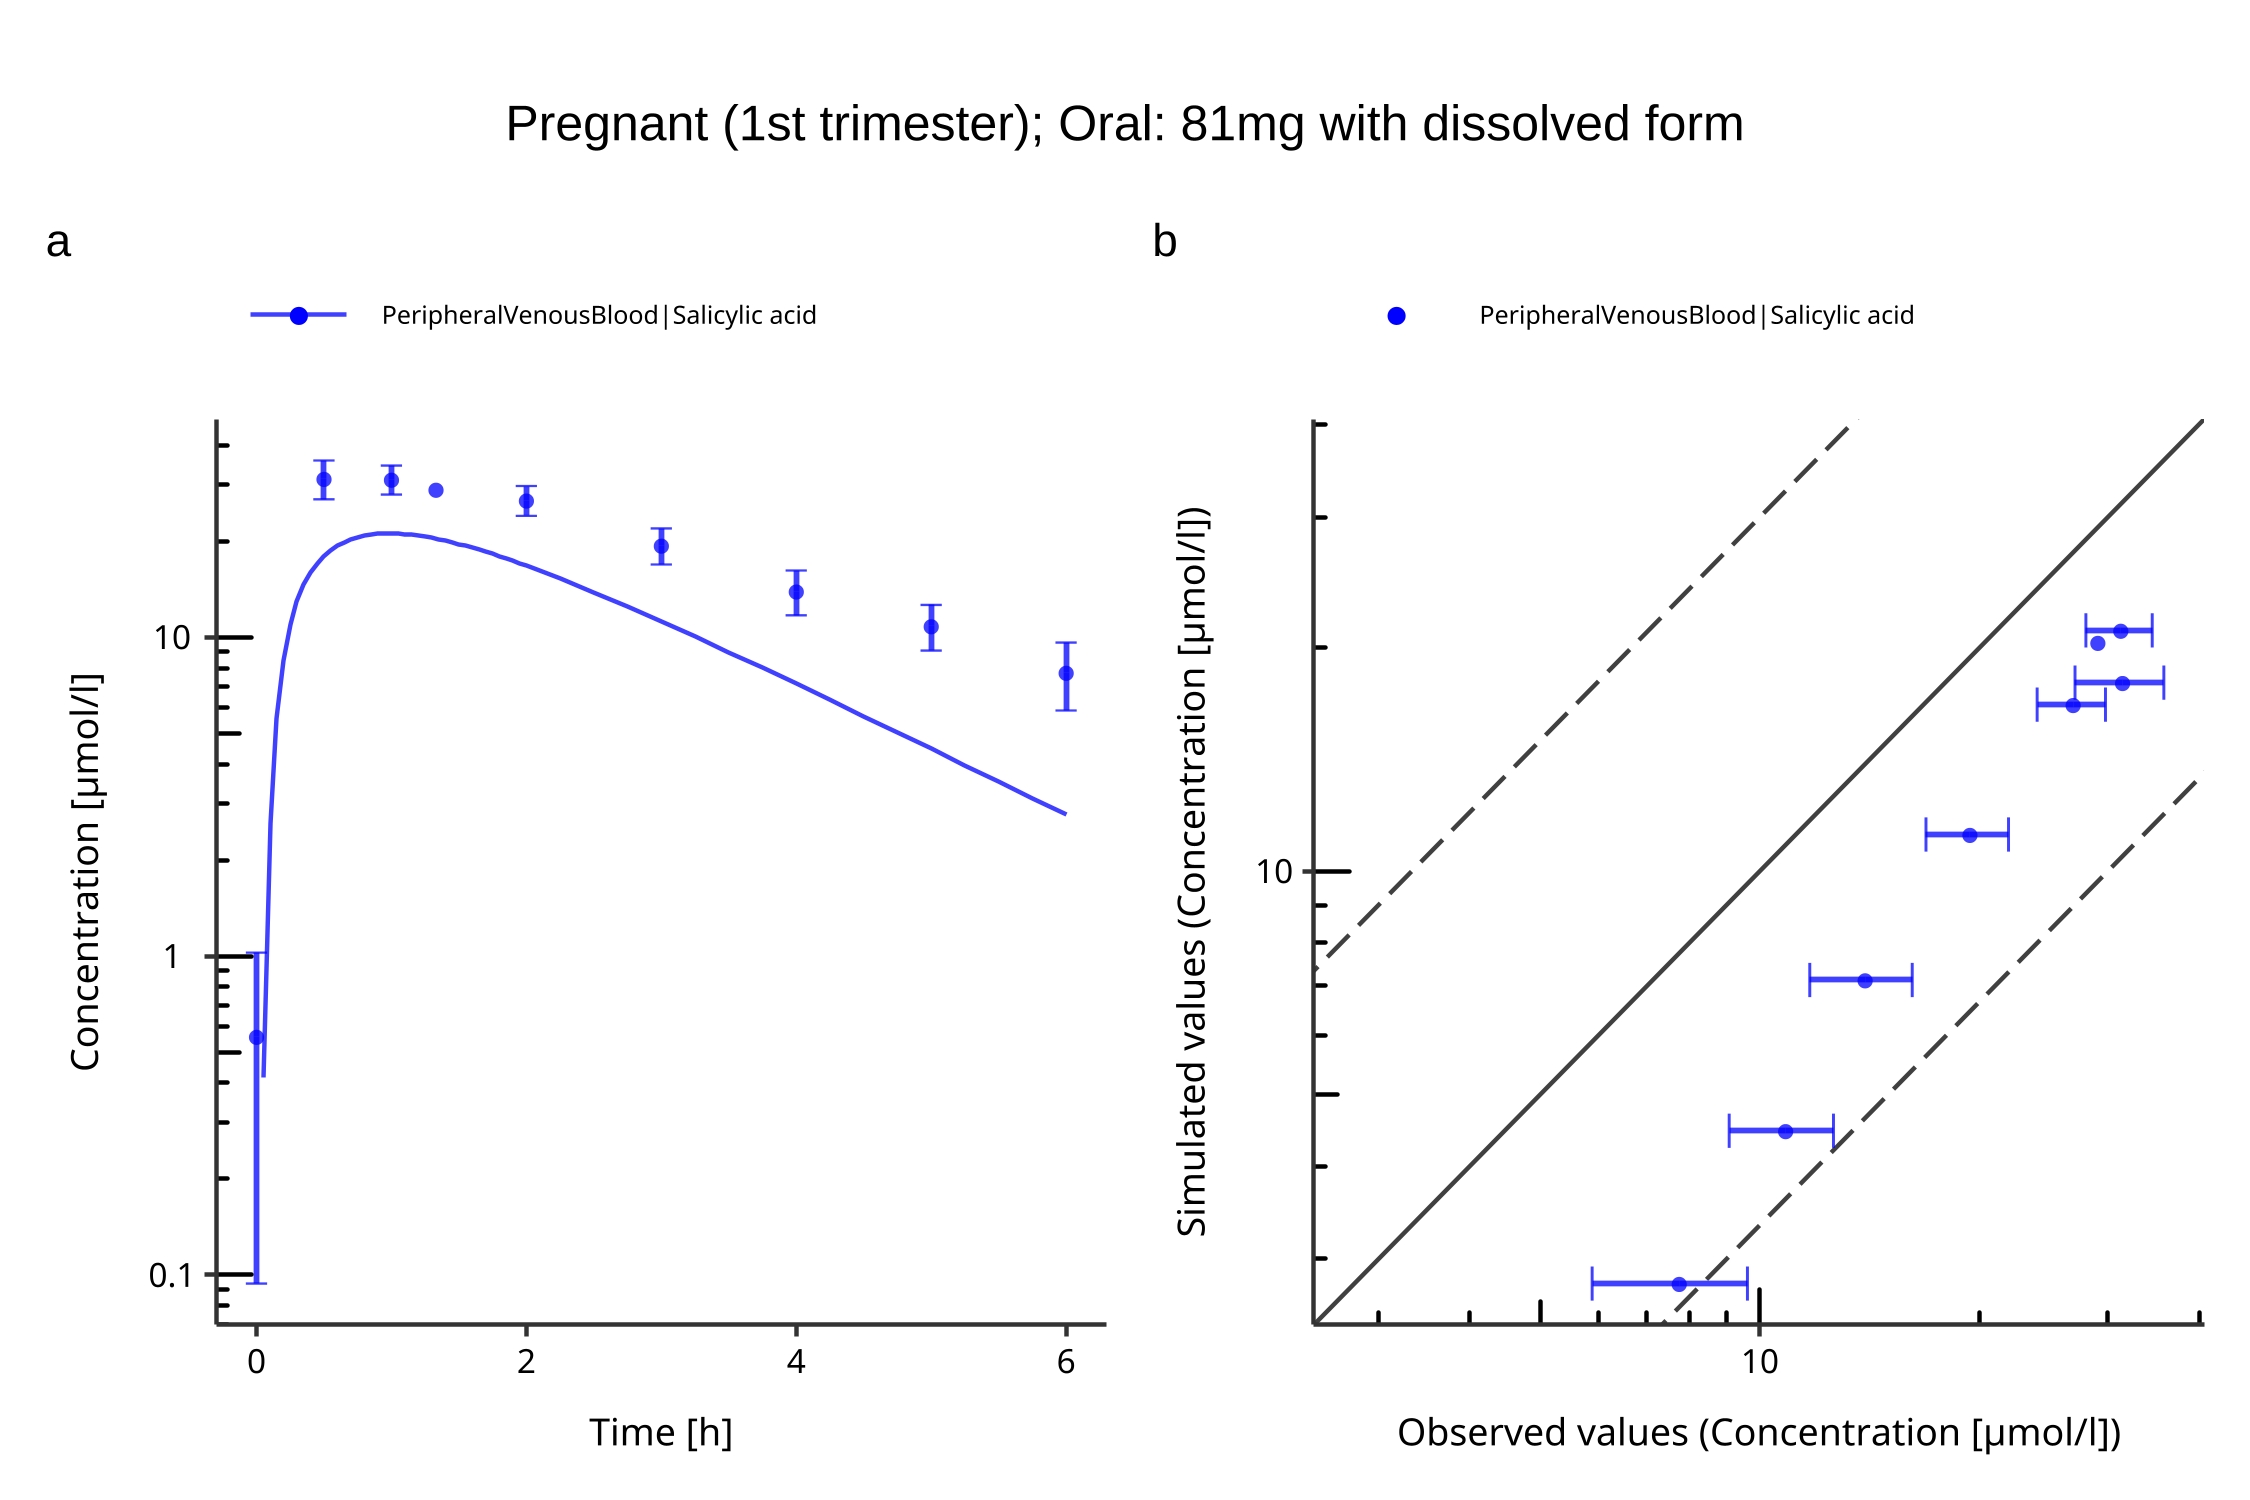 Pregnant (1st trimester); Oral: 81mg with dissolved form
a
PeripheralVenousBlood|Salicylic acid
Concentration [µmol/l]
10
1
0.1
0
2
4
6
Time [h]
b
PeripheralVenousBlood|Salicylic acid
Simulated values (Concentration [µmol/l])
10
10
Observed values (Concentration [µmol/l])